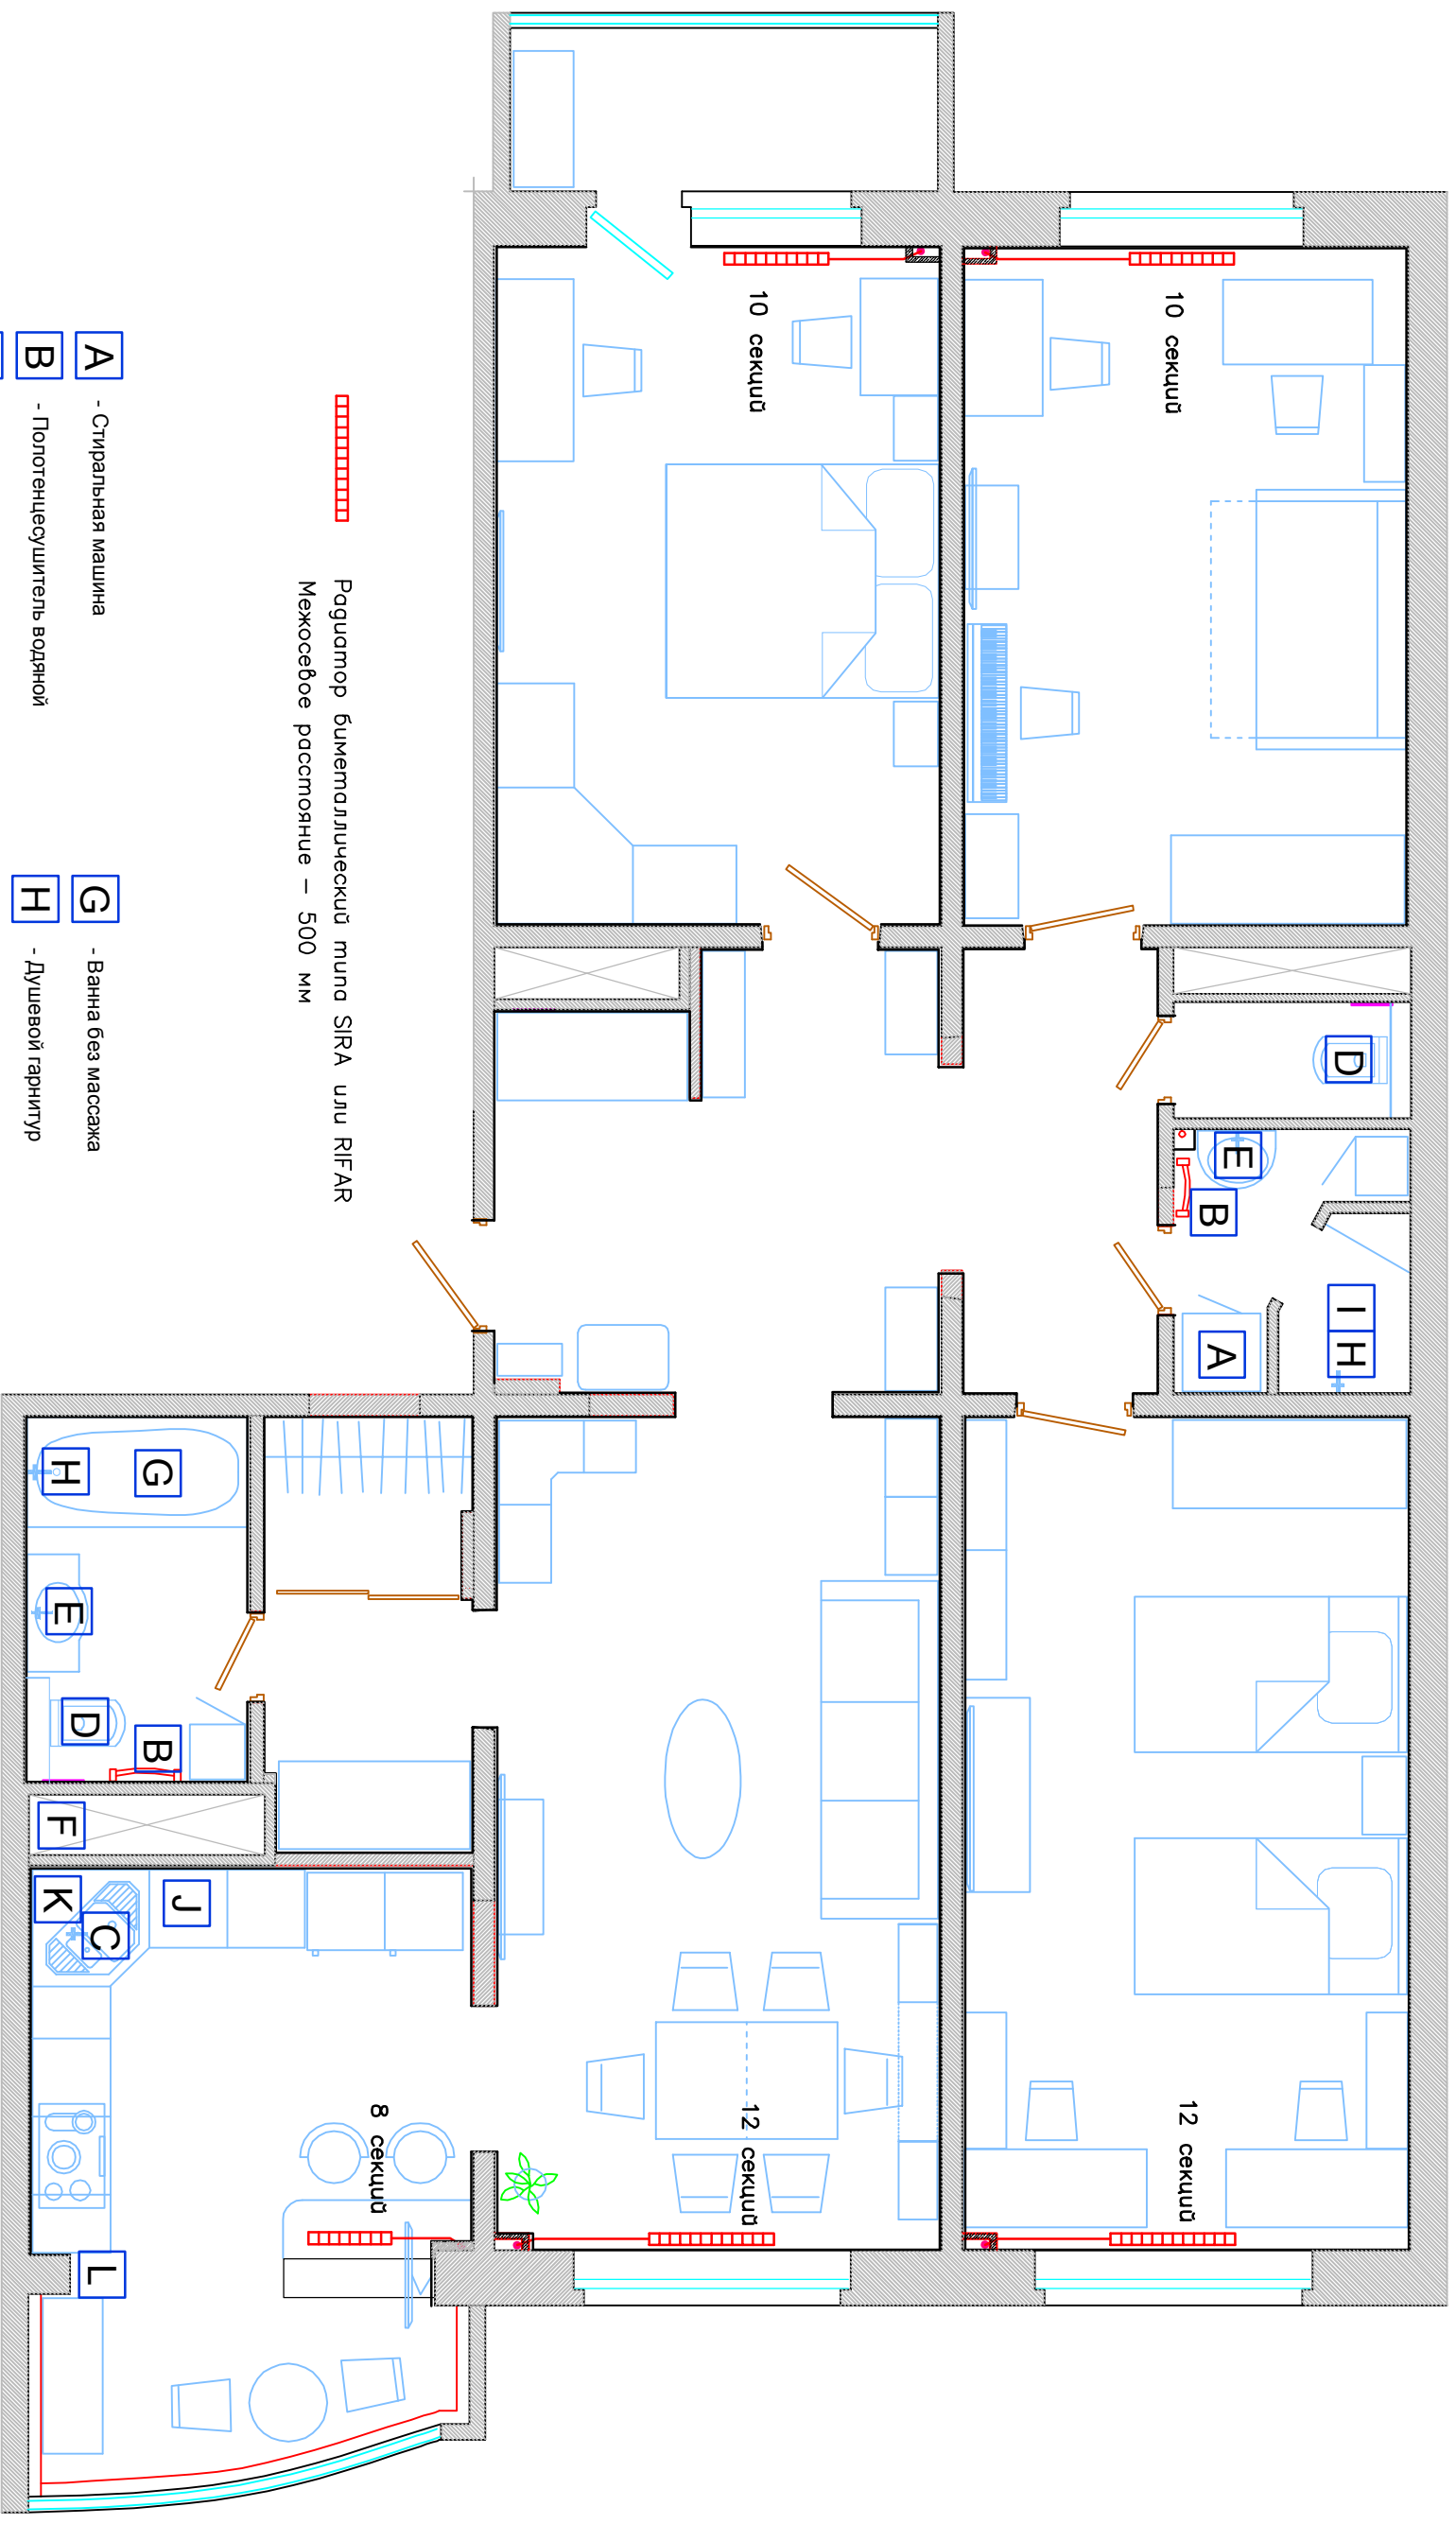 D
I H
E
B
A
10 секций
12 секций
10 секций
12 секций
8 секций
Радиатор биметаллический типа SIRA или RIFAR
Межосевое расстояние – 500 мм
J
G
B
C
L
D
E
H
F
K
A - Стиральная машина
G - Ванна без массажа
B - Полотенцесушитель водяной
H - Душевой гарнитур